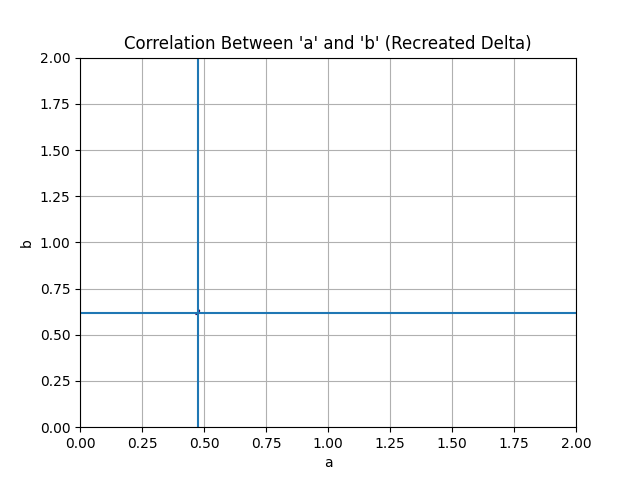 Correlation Between 'a' and 'b' (Recreated Delta)
2.00
1.75
1.50
1.25
1.00
0.75
0.50
0.25
0.00
b
0.00 0.25 0.50 0.75 1.00 1.25 1.50 1.75 2.00
a